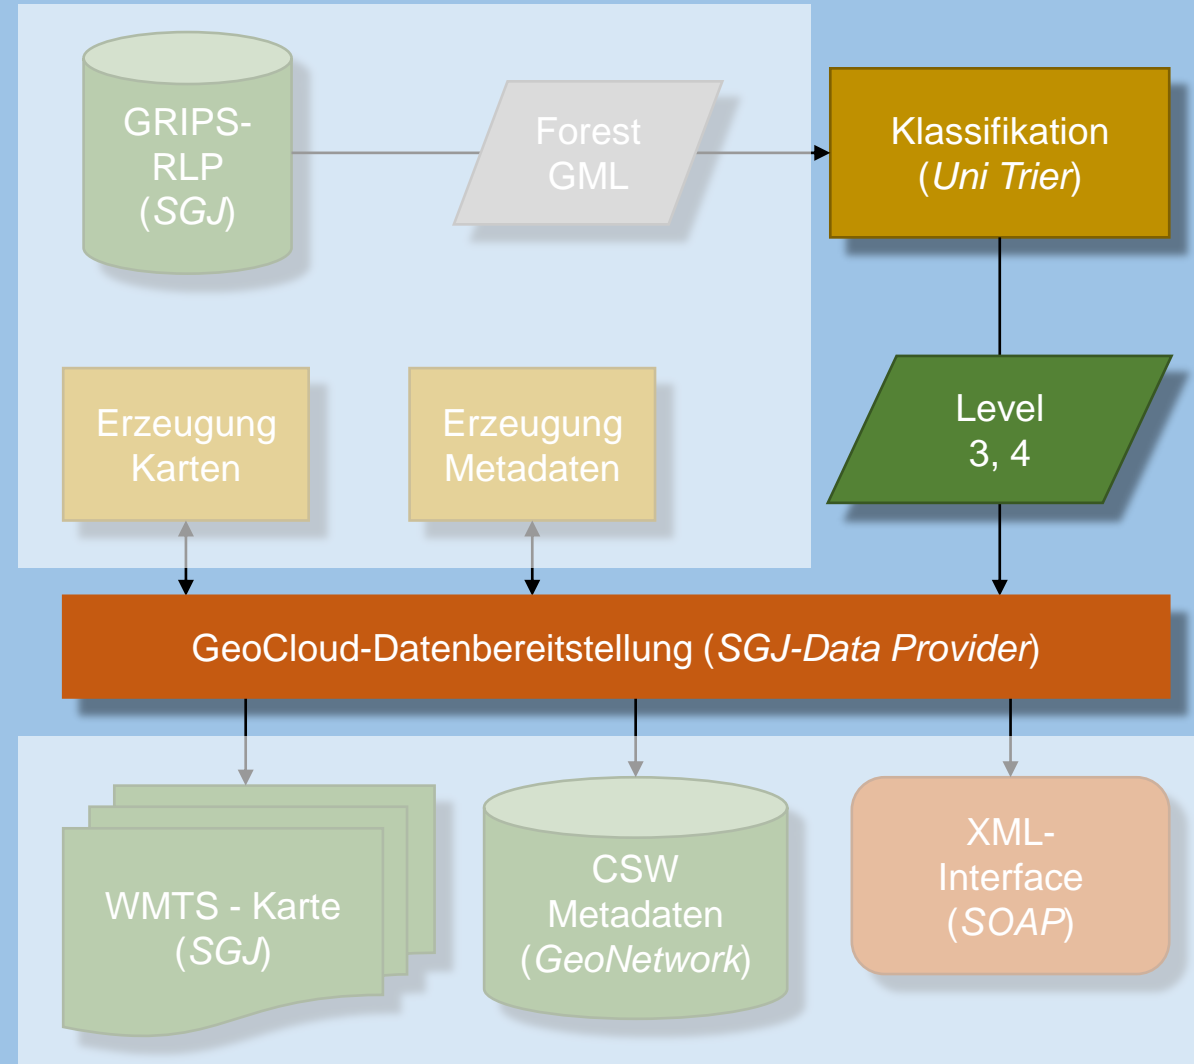 GRIPS-
RLP
(SGJ)
Forest
GML
Klassifikation
(Uni Trier)
Erzeugung
Karten
Erzeugung
Metadaten
Level
3, 4
GeoCloud-Datenbereitstellung (SGJ-Data Provider)
WMTS - Karte
(SGJ)
CSW
Metadaten
(GeoNetwork)
XML-
Interface
(SOAP)